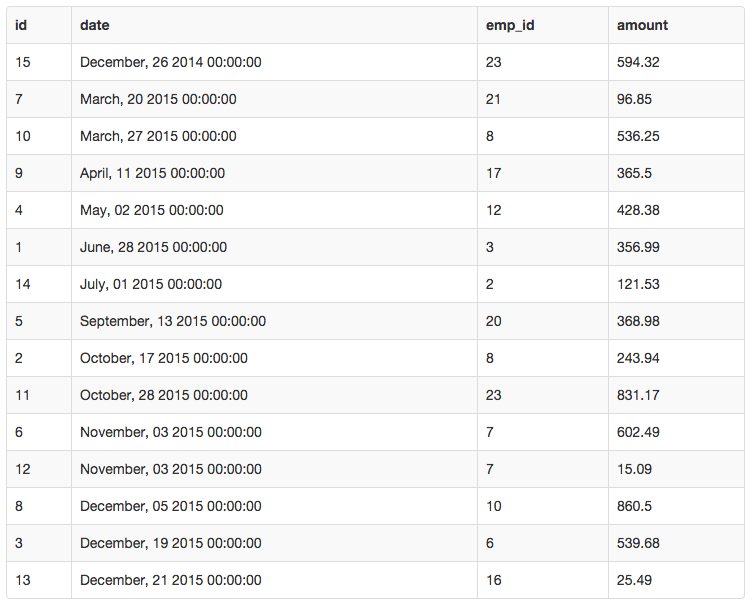 id date emp_id amount
15 December, 26 2014 00:00:00 23 594.32
7 March, 20 2015 00:00:00 21 96.85
10 March, 27 2015 00:00:00 8 536.25
9 April, 11 2015 00:00:00 17 365.5
4 May, 02 2015 00:00:00 12 428.38
1 June, 28 2015 00:00:00 3 356.99
14 July, 01 2015 00:00:00 2 121.53
5 September, 13 2015 00:00:00 20 368.98
2 October, 17 2015 00:00:00 8 243.94
11 October, 28 2015 00:00:00 23 831.17
6 November, 03 2015 00:00:00 7 602.49
12 November, 03 2015 00:00:00 7 15.09
8 December, 05 2015 00:00:00 10 860.5
3 December, 19 2015 00:00:00 6 539.68
13 December, 21 2015 00:00:00 16 25.49